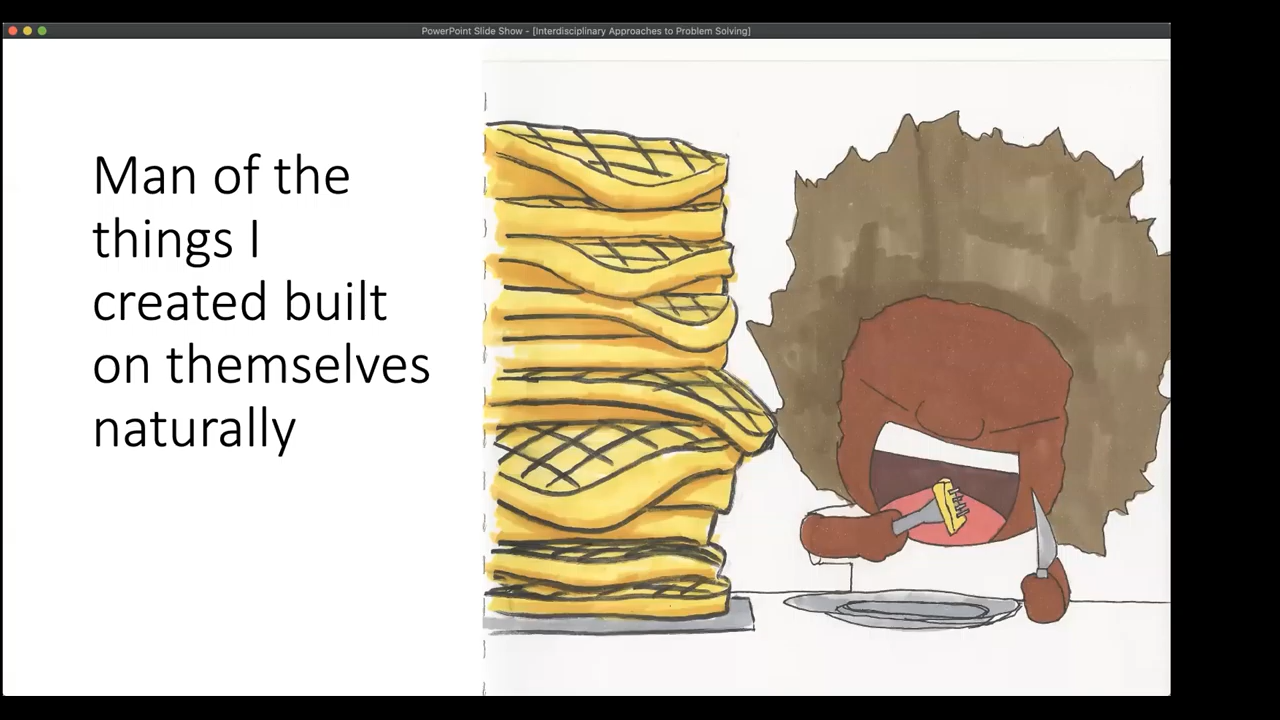 PowerPoint Slide Show - [Interdisciplinary Approaches to Problem Solving]
Man of the
things I
created built
on themselves
naturally